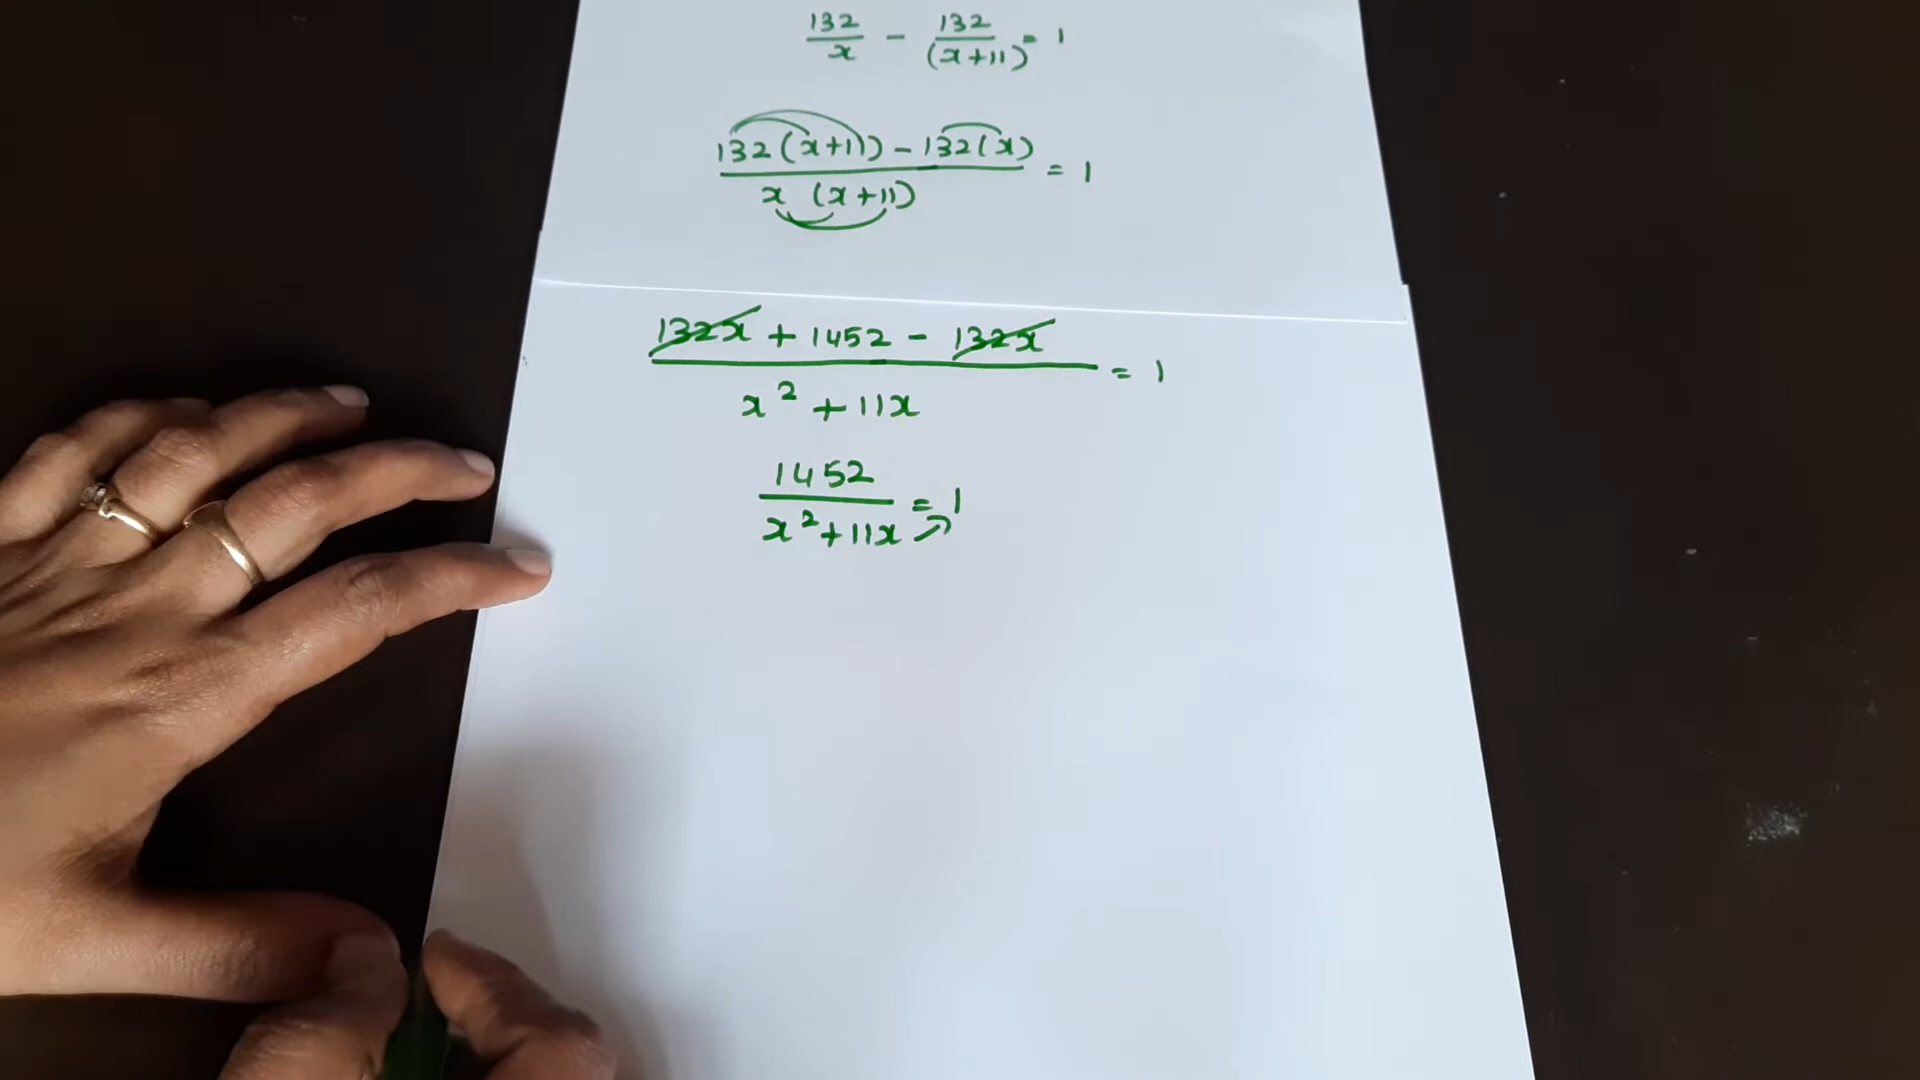 132/x - 132/(x+11) = 1
132(x+11) - 132(x) / x (x+11) = 1
132x + 1452 - 132x / x² + 11x = 1
1452 / x²+11x = 1